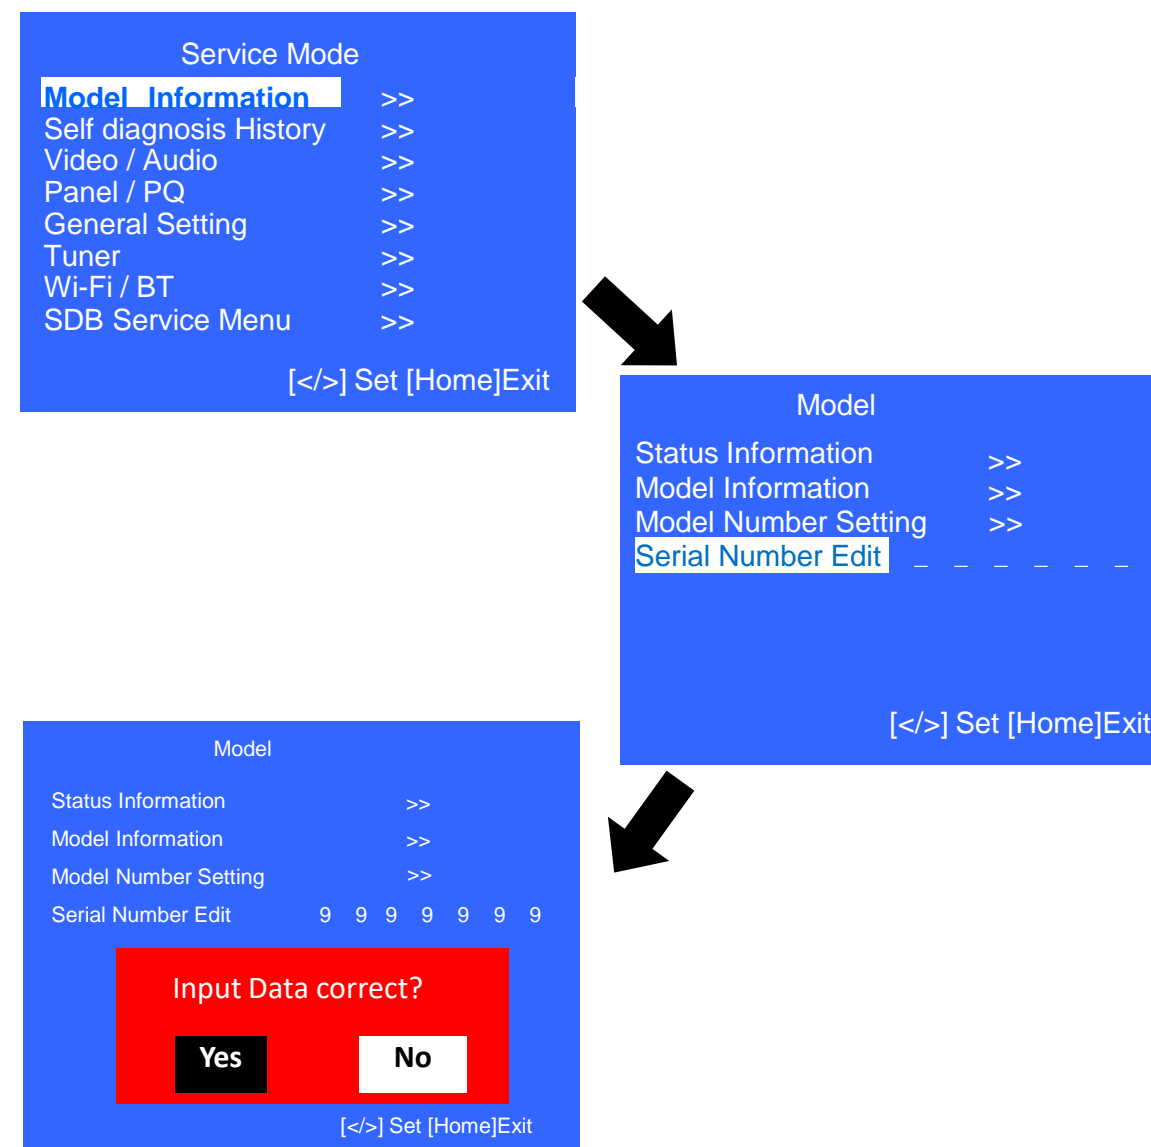 Service Mode
Model Information >>
Self diagnosis History >>
Video / Audio >>
Panel / PQ >>
General Setting >>
Tuner >>
Wi-Fi / BT >>
SDB Service Menu >>
[</>] Set [Home]Exit
Model
Status Information >>
Model Information >>
Model Number Setting >>
Serial Number Edit _ _ _ _ _ _
[</>] Set [Home]Exit
Model
Status Information >>
Model Information >>
Model Number Setting >>
Serial Number Edit 9 9 9 9 9 9 9
Input Data correct?
Yes No
[</>] Set [Home]Exit